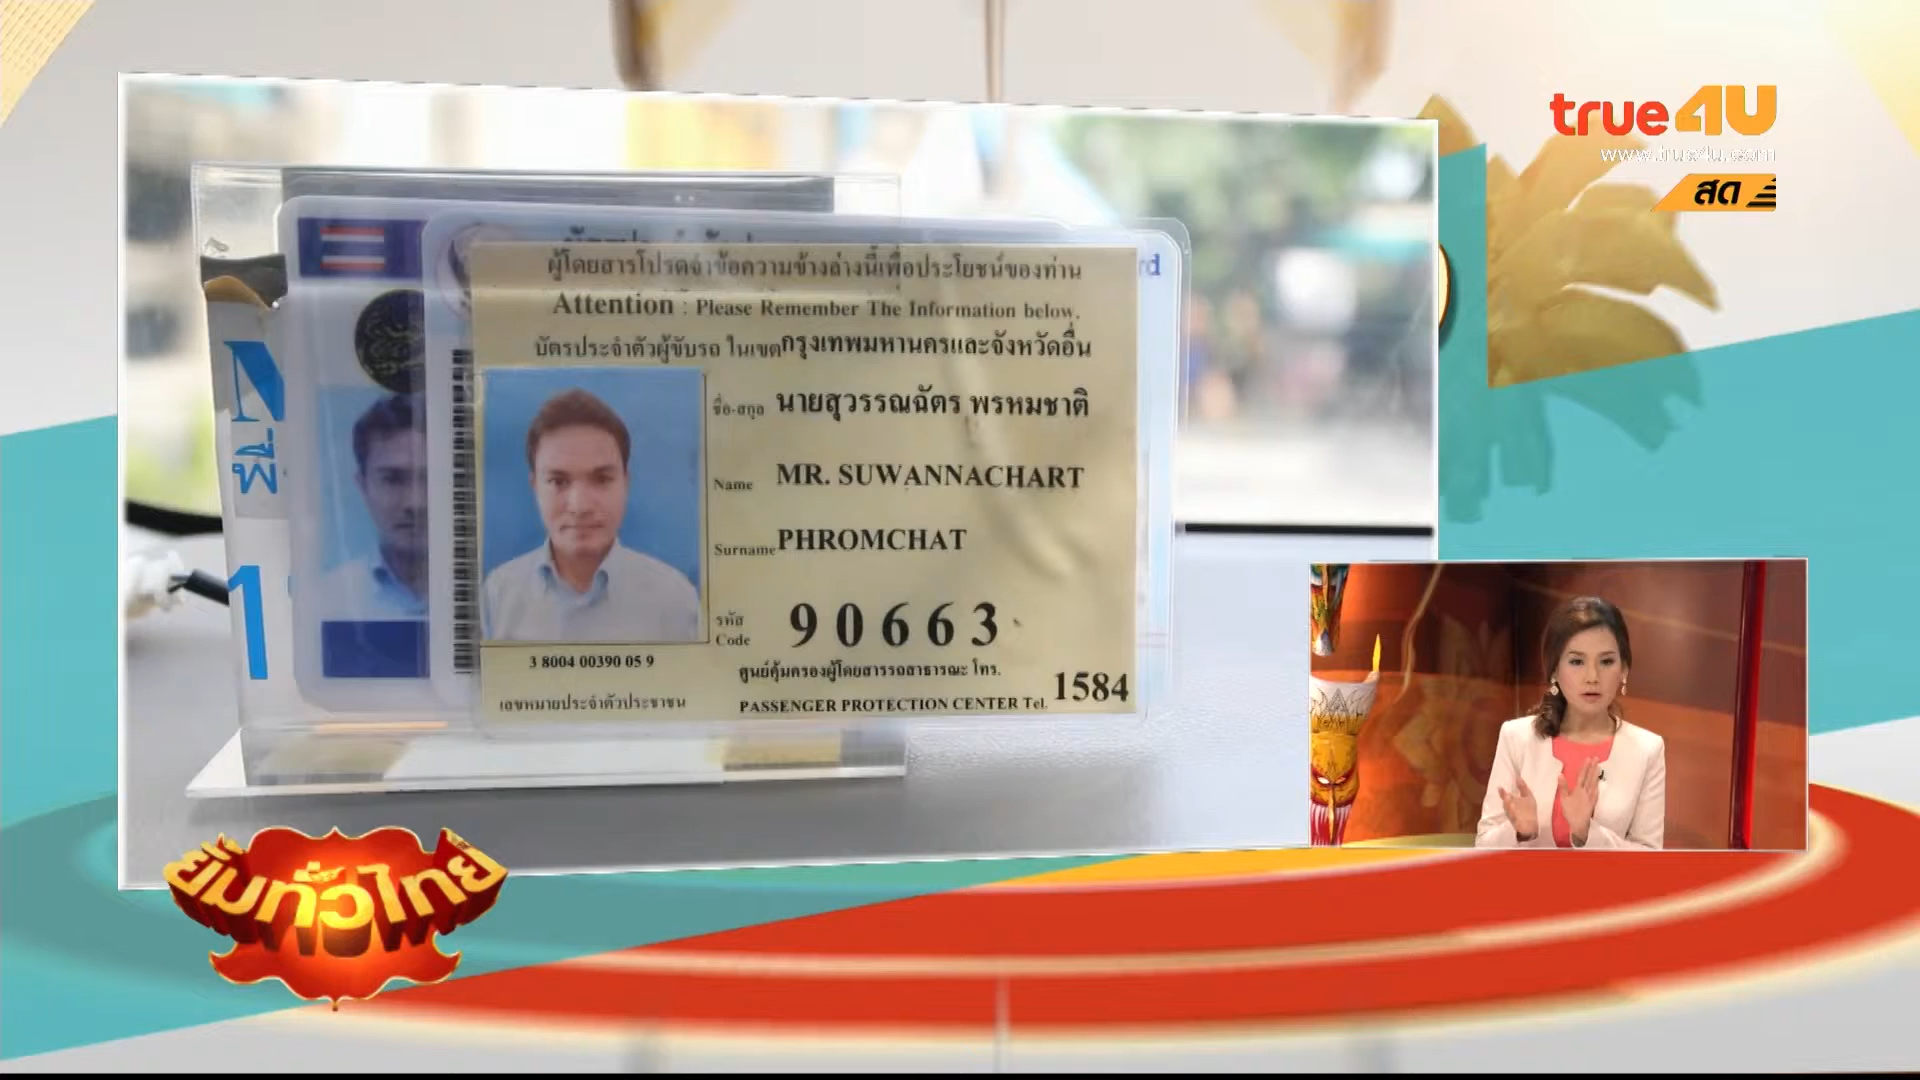 true4U
www.true4u.com
สด
rd
ผู้โดยสารโปรดจำข้อความข้างล่างนี้เพื่อประโยชน์ของท่าน
Attention : Please Remember The Information below.
บัตรประจำตัวผู้ขับรถ ในเขตกรุงเทพมหานครและจังหวัดอื่น
ชื่อ-สกุล นายสุวรรณฉัตร พรหมชาติ
Name MR. SUWANNACHART
Surname PHROMCHAT
รหัส
Code 90663
3 8004 00390 05 9
ศูนย์คุ้มครองผู้โดยสารรถสาธารณะ โทร.
เลขหมายประจำตัวประชาชน
PASSENGER PROTECTION CENTER Tel. 1584
N
พี่
1
ยิ้มทั่วไทย